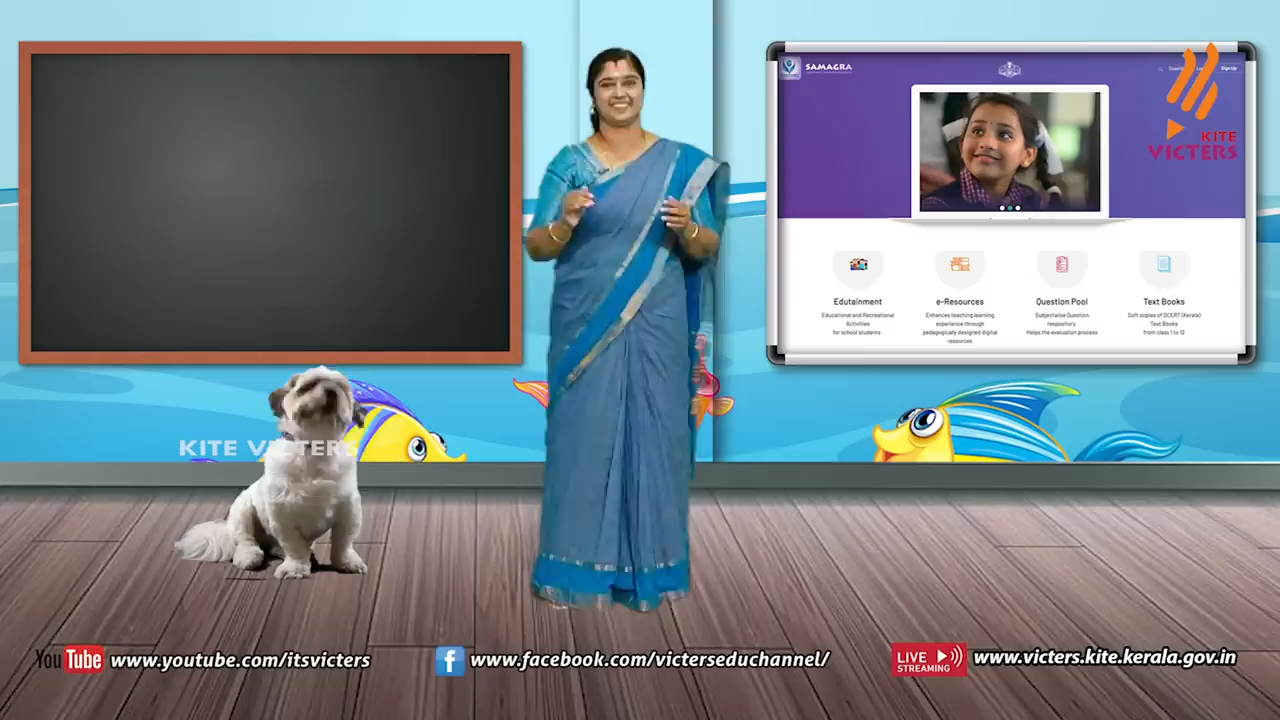 SAMAGRA
Sign Up
KITE
VICTERS
Edutainment
Educational and Recreational
Activities
for school students
e-Resources
Enhances teaching learning
experience through
pedagogically designed digital
resources
Question Pool
Subjectwise Question
respository.
Helps the evaluation process
Text Books
Soft copies of SCERT (Kerala)
Text Books
from class 1 to 12
KITE VICTERS
YouTube www.youtube.com/itsvicters
f www.facebook.com/victerseduchannel/
LIVE
STREAMING
www.victers.kite.kerala.gov.in